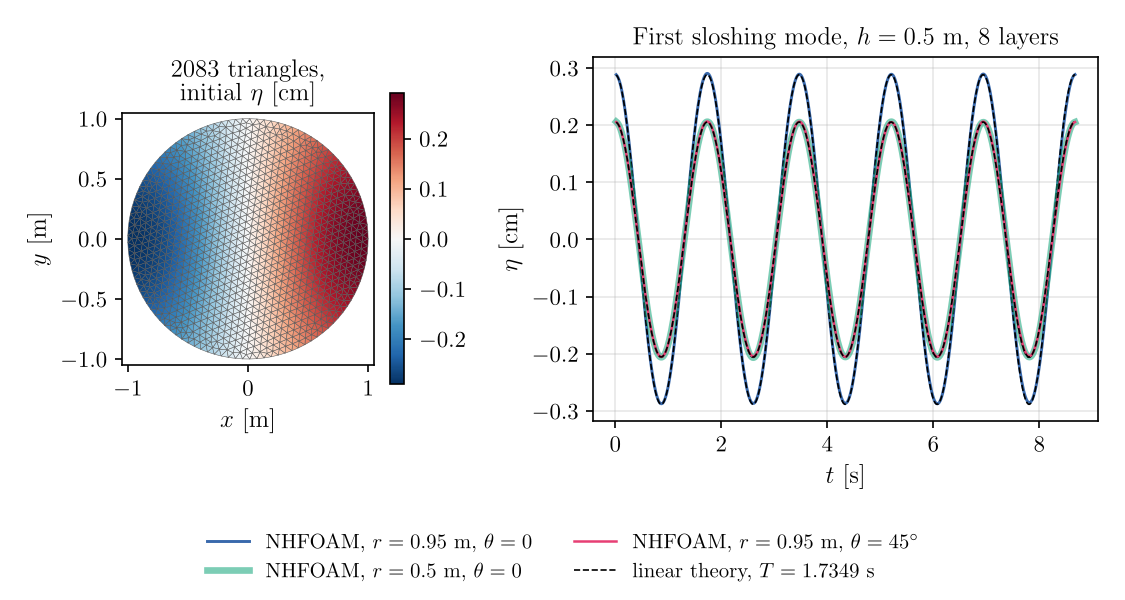 2083 triangles,
initial η [cm]
1.0
0.5
0.0
−0.5
−1.0
y [m]
−1
0
1
x [m]
0.2
0.1
0.0
−0.1
−0.2
First sloshing mode, h = 0.5 m, 8 layers
0.3
0.2
0.1
0.0
−0.1
−0.2
−0.3
η [cm]
0
2
4
6
8
t [s]
NHFOAM, r = 0.95 m, θ = 0
NHFOAM, r = 0.5 m, θ = 0
NHFOAM, r = 0.95 m, θ = 45°
linear theory, T = 1.7349 s